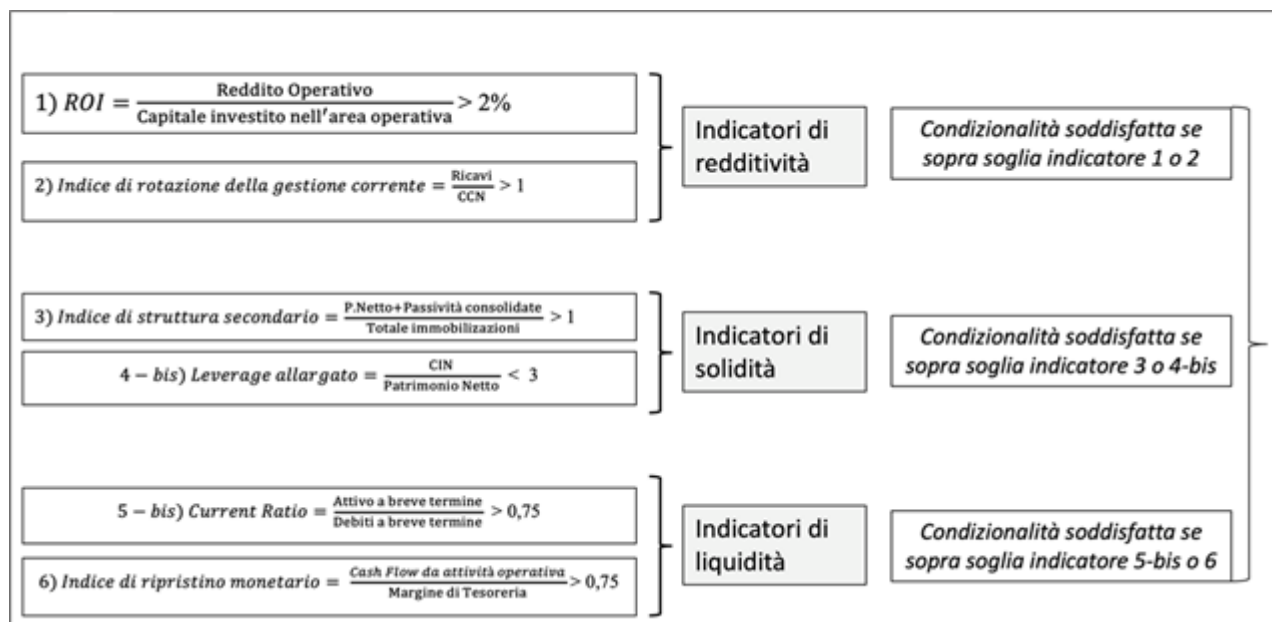 1) ROI = Reddito Operativo / Capitale investito nell'area operativa > 2%
2) Indice di rotazione della gestione corrente = Ricavi / CCN > 1
Indicatori di
redditività
Condizionalità soddisfatta se
sopra soglia indicatore 1 o 2
3) Indice di struttura secondario = P.Netto+Passività consolidate / Totale immobilizazioni > 1
4 − bis) Leverage allargato = CIN / Patrimonio Netto < 3
Indicatori di
solidità
Condizionalità soddisfatta se
sopra soglia indicatore 3 o 4-bis
5 − bis) Current Ratio = Attivo a breve termine / Debiti a breve termine > 0,75
6) Indice di ripristino monetario = Cash Flow da attività operativa / Margine di Tesoreria > 0,75
Indicatori di
liquidità
Condizionalità soddisfatta se
sopra soglia indicatore 5-bis o 6